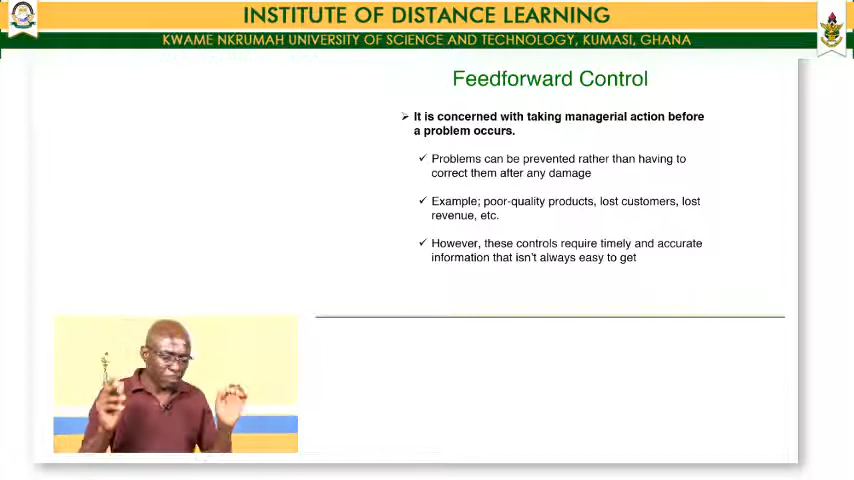 INSTITUTE OF DISTANCE LEARNING
KWAME NKRUMAH UNIVERSITY OF SCIENCE AND TECHNOLOGY, KUMASI, GHANA
Feedforward Control
➢ It is concerned with taking managerial action before
a problem occurs.
✓ Problems can be prevented rather than having to
correct them after any damage
✓ Example; poor-quality products, lost customers, lost
revenue, etc.
✓ However, these controls require timely and accurate
information that isn't always easy to get